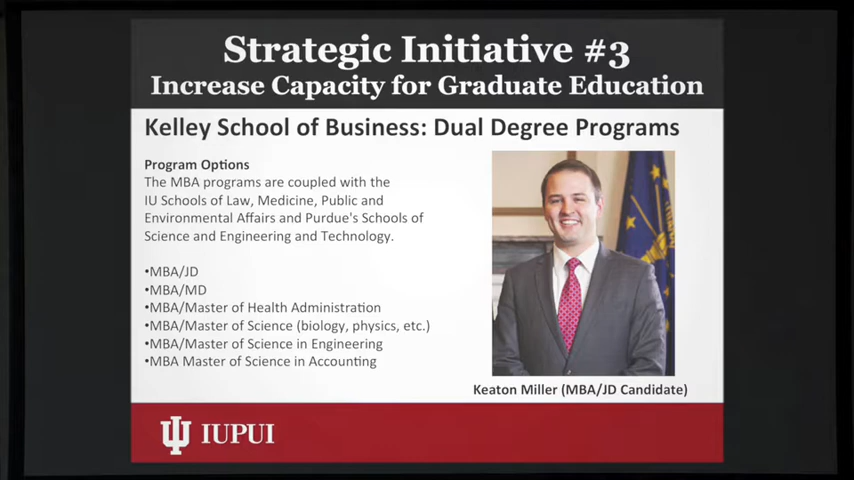 Strategic Initiative #3
Increase Capacity for Graduate Education
Kelley School of Business: Dual Degree Programs
Program Options
The MBA programs are coupled with the
IU Schools of Law, Medicine, Public and
Environmental Affairs and Purdue's Schools of
Science and Engineering and Technology.
•MBA/JD
•MBA/MD
•MBA/Master of Health Administration
•MBA/Master of Science (biology, physics, etc.)
•MBA/Master of Science in Engineering
•MBA Master of Science in Accounting
Keaton Miller (MBA/JD Candidate)
IUPUI